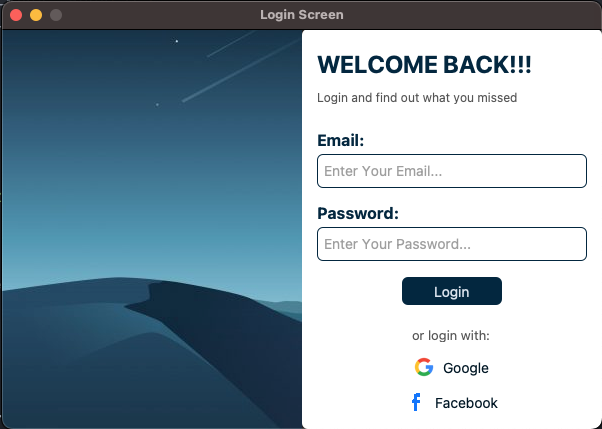 Login Screen
WELCOME BACK!!!
Login and find out what you missed
Email:
Enter Your Email...
Password:
Enter Your Password...
Login
or login with:
Google
Facebook